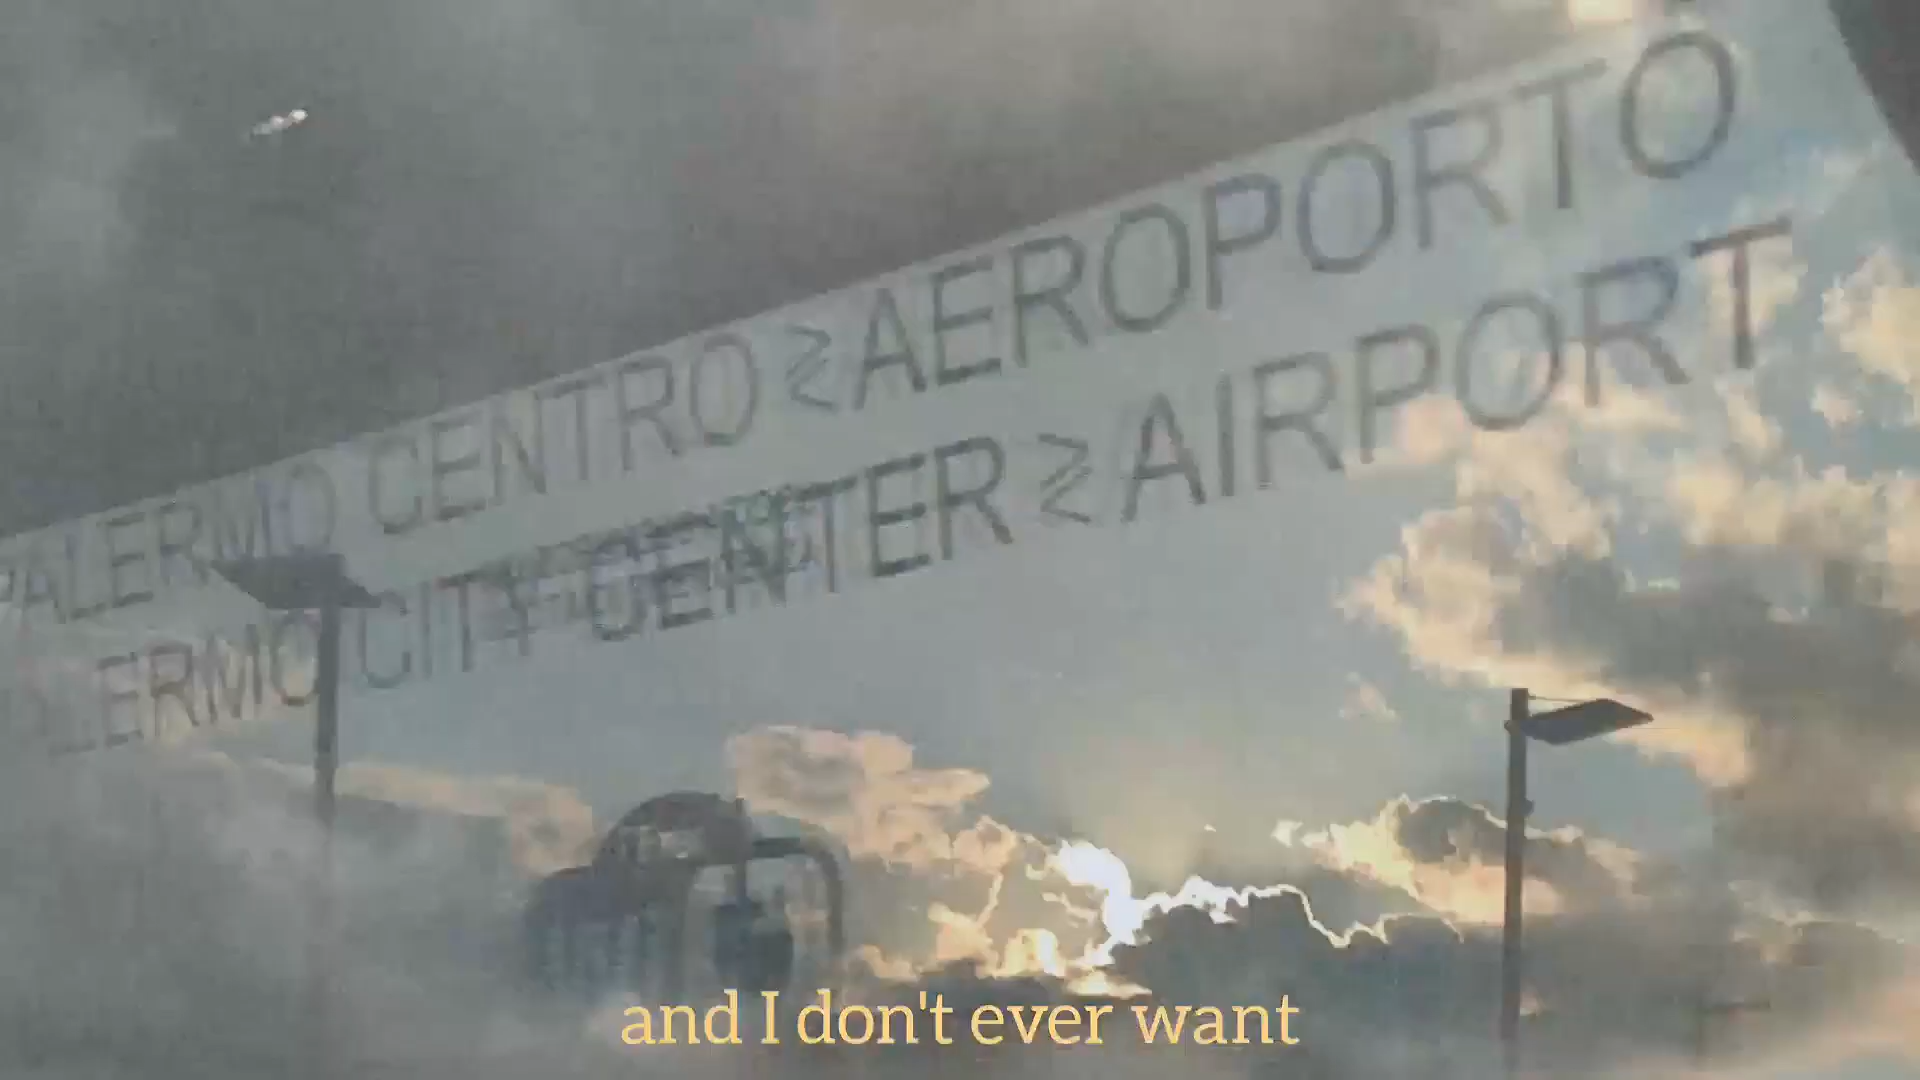 PALERMO CENTRO ≷ AEROPORTO
PALERMO CITY CENTER ≷ AIRPORT
and I don't ever want